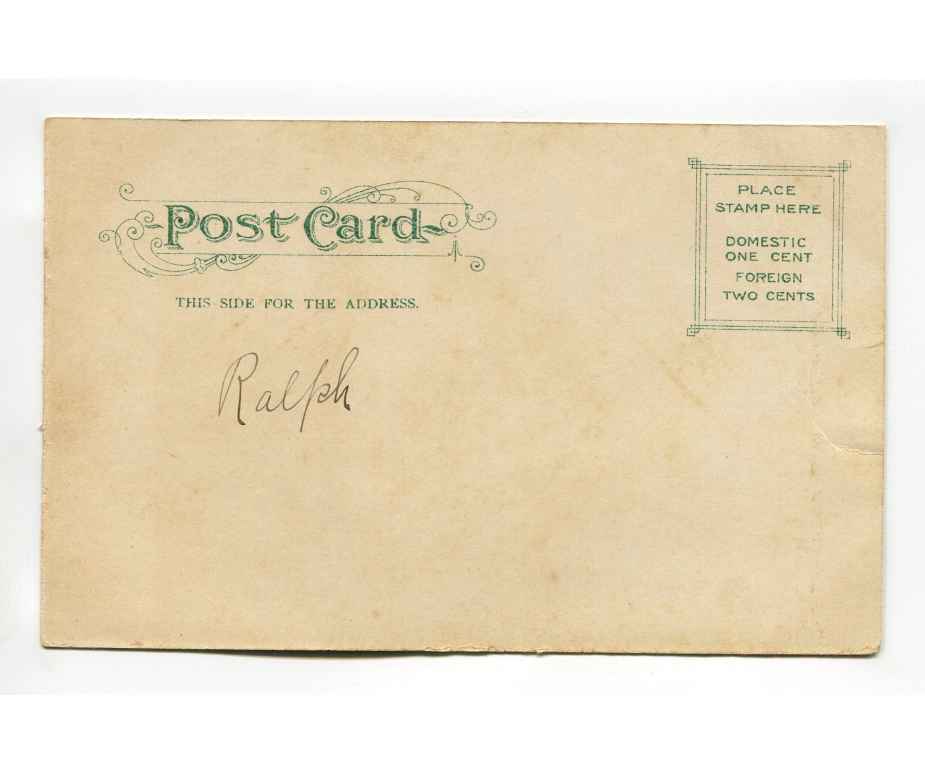 Post Card
THIS SIDE FOR THE ADDRESS.
PLACE
STAMP HERE
DOMESTIC
ONE CENT
FOREIGN
TWO CENTS
Ralph